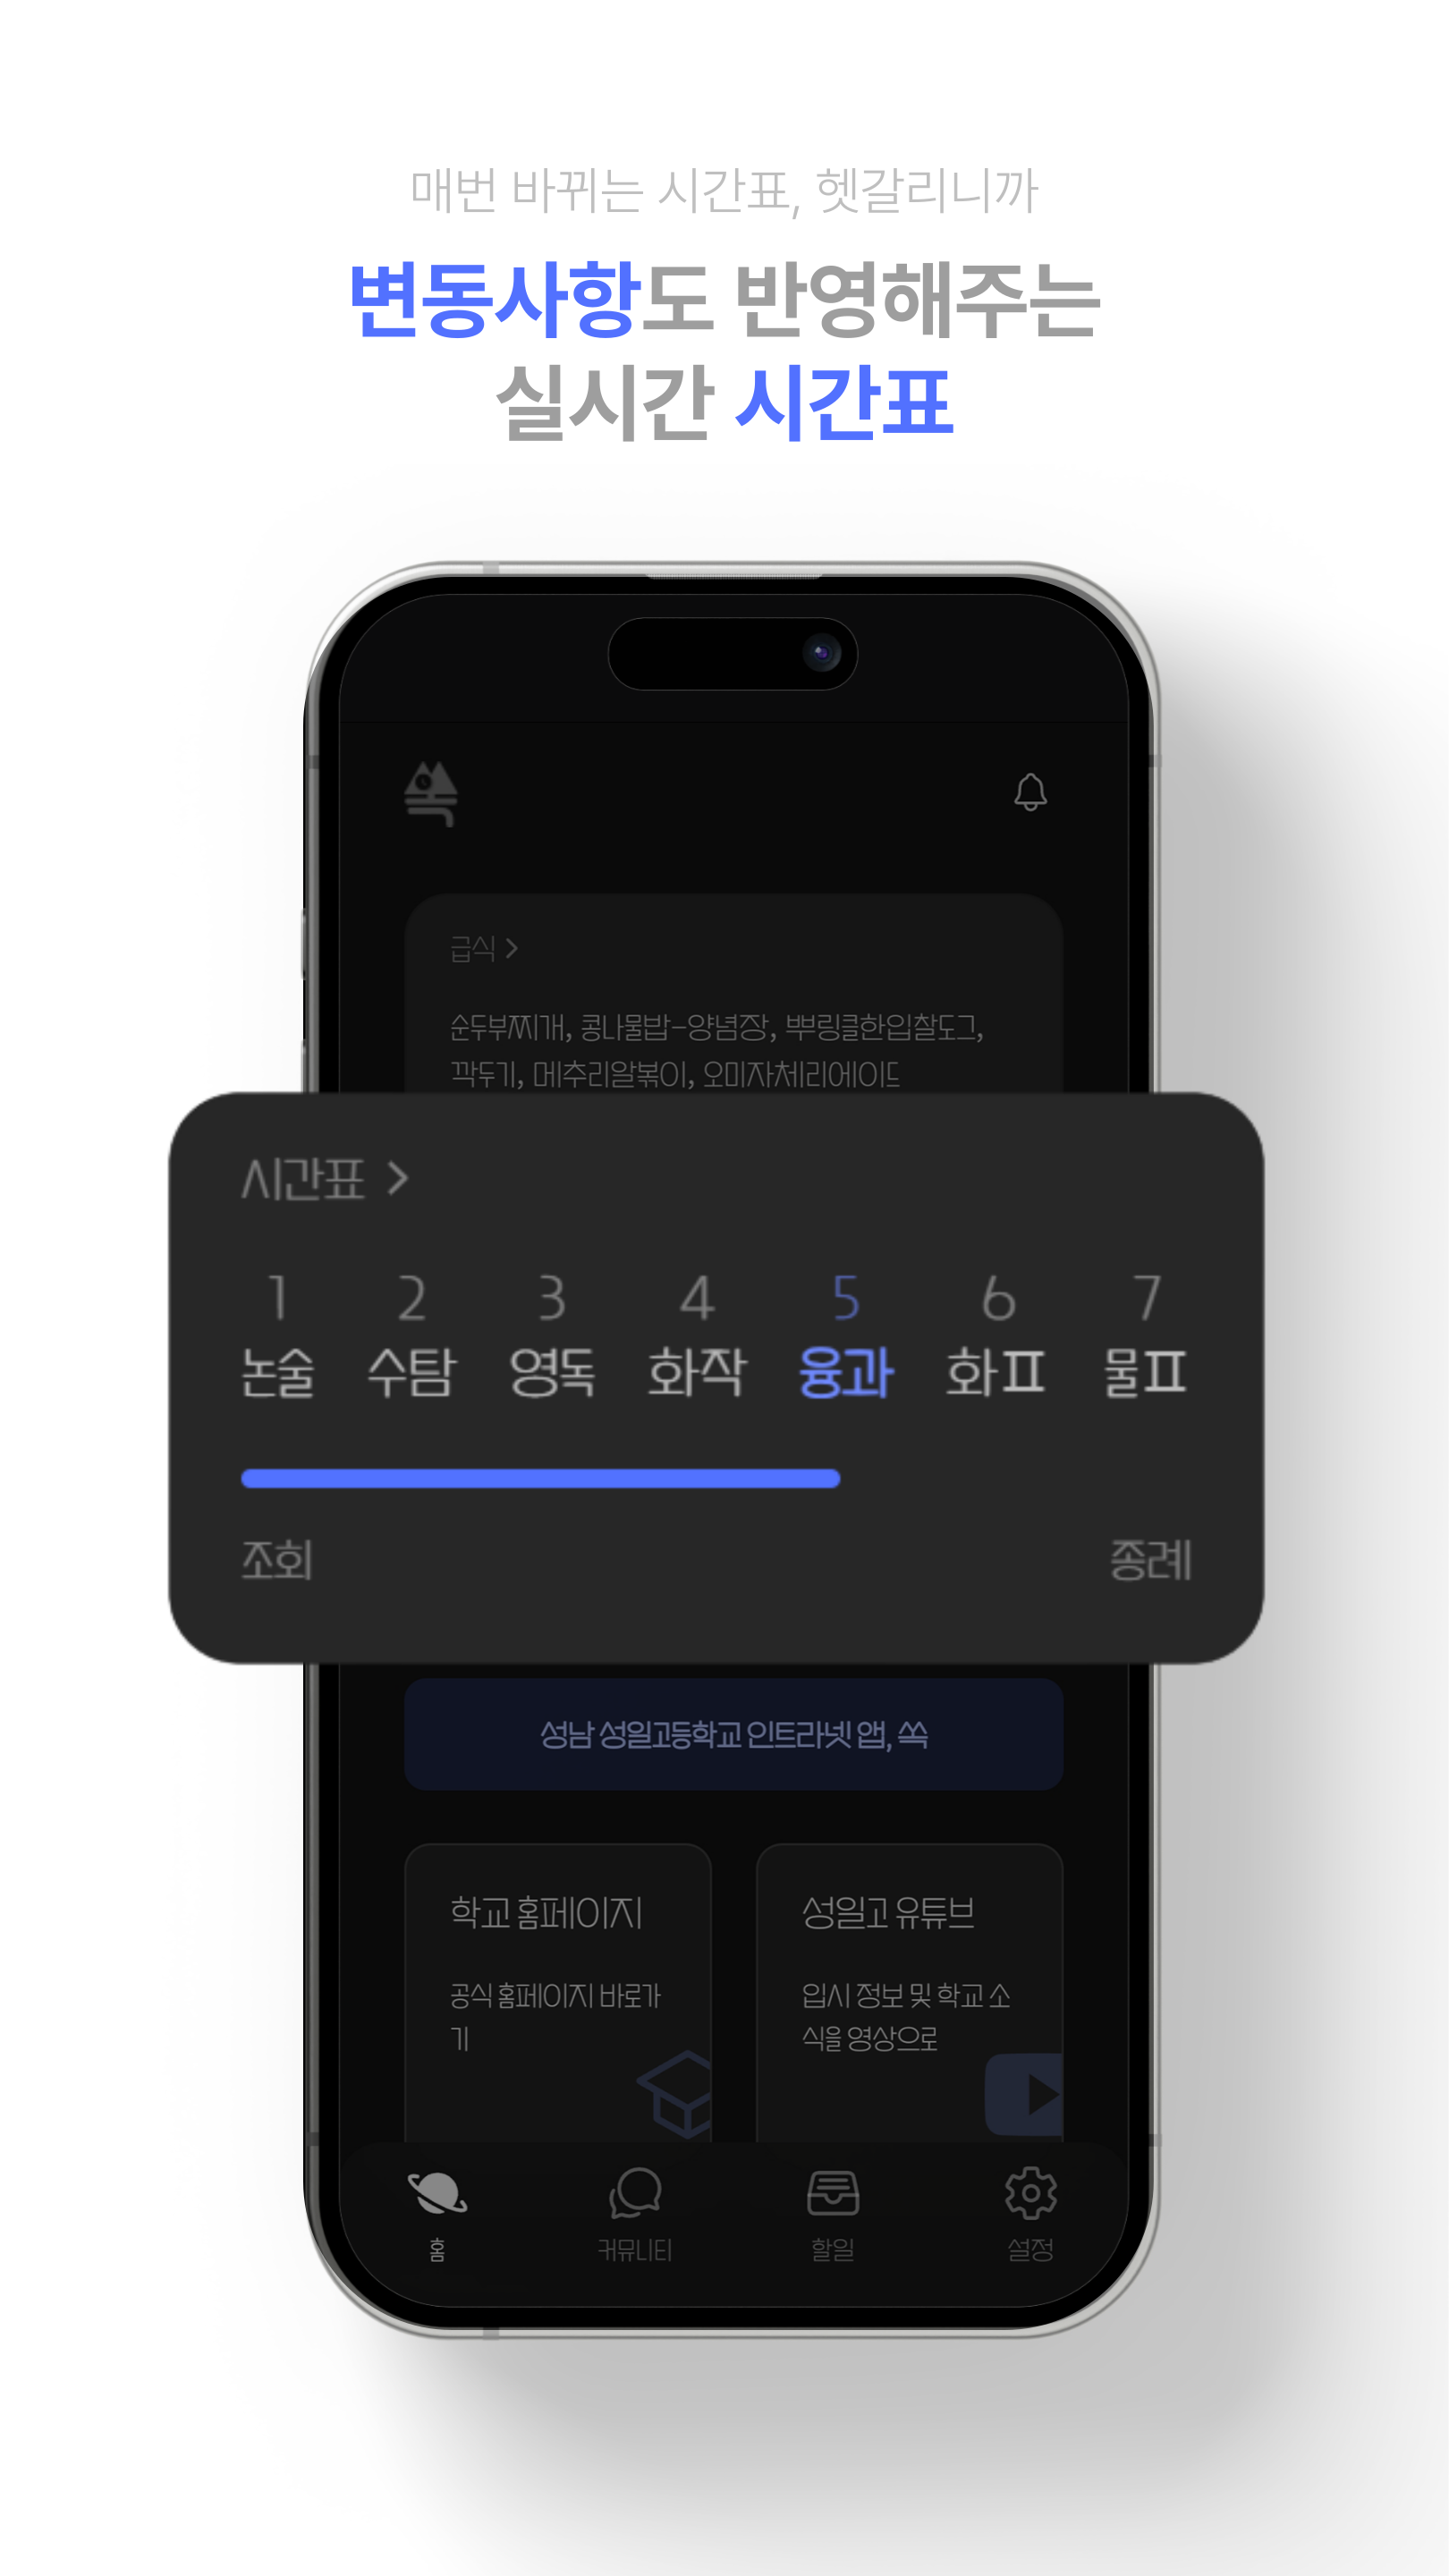 매번 바뀌는 시간표, 헷갈리니까
변동사항도 반영해주는
실시간 시간표
쏙
급식 >
순두부찌개, 콩나물밥-양념장, 뿌링클한입찰도그,
깍두기, 메추리알볶이, 오미자체리에이드
시간표 >
1 2 3 4 5 6 7
논술 수탐 영독 화작 융과 화표 물표
조회 종례
성남 성일고등학교 인트라넷 앱, 쏙
학교 홈페이지
공식 홈페이지 바로가
기
성일고 유튜브
입시 정보 및 학교 소
식을 영상으로
홈 커뮤니티 할일 설정